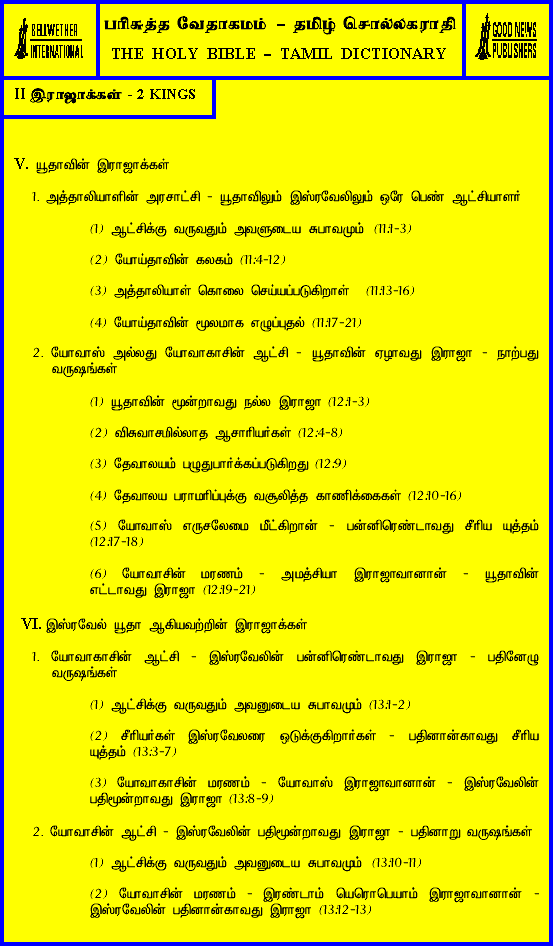 BELLWETHER
INTERNATIONAL
பரிசுத்த வேதாகமம் – தமிழ் சொல்லகராதி
THE HOLY BIBLE – TAMIL DICTIONARY
GOOD NEWS
PUBLISHERS
II இராஜாக்கள் - 2 KINGS
V. யூதாவின் இராஜாக்கள்
1. அத்தாலியாளின் அரசாட்சி - யூதாவிலும் இஸ்ரவேலிலும் ஒரே பெண் ஆட்சியாளர்
(1) ஆட்சிக்கு வருவதும் அவளுடைய சுபாவமும் (11:1-3)
(2) யோய்தாவின் கலகம் (11:4-12)
(3) அத்தாலியாள் கொலை செய்யப்படுகிறாள் (11:13-16)
(4) யோய்தாவின் மூலமாக எழுப்புதல் (11:17-21)
2. யோவாஸ் அல்லது யோவாகாசின் ஆட்சி - யூதாவின் ஏழாவது இராஜா - நாற்பது
வருஷங்கள்
(1) யூதாவின் மூன்றாவது நல்ல இராஜா (12:1-3)
(2) விசுவாசமில்லாத ஆசாரியர்கள் (12:4-8)
(3) தேவாலயம் பழுதுபார்க்கப்படுகிறது (12:9)
(4) தேவாலய பராமரிப்புக்கு வசூலித்த காணிக்கைகள் (12:10-16)
(5) யோவாஸ் எருசலேமை மீட்கிறான் - பன்னிரெண்டாவது சீரிய யுத்தம்
(12:17-18)
(6) யோவாசின் மரணம் - அமத்சியா இராஜாவானான் - யூதாவின்
எட்டாவது இராஜா (12:19-21)
VI. இஸ்ரவேல் யூதா ஆகியவற்றின் இராஜாக்கள்
1. யோவாகாசின் ஆட்சி - இஸ்ரவேலின் பன்னிரெண்டாவது இராஜா - பதினேழு
வருஷங்கள்
(1) ஆட்சிக்கு வருவதும் அவனுடைய சுபாவமும் (13:1-2)
(2) சீரியர்கள் இஸ்ரவேலரை ஒடுக்குகிறார்கள் - பதினான்காவது சீரிய
யுத்தம் (13:3-7)
(3) யோவாகாசின் மரணம் - யோவாஸ் இராஜாவானான் - இஸ்ரவேலின்
பதிமூன்றாவது இராஜா (13:8-9)
2. யோவாசின் ஆட்சி - இஸ்ரவேலின் பதிமூன்றாவது இராஜா - பதினாறு வருஷங்கள்
(1) ஆட்சிக்கு வருவதும் அவனுடைய சுபாவமும் (13:10-11)
(2) யோவாசின் மரணம் - இரண்டாம் யெரொபெயாம் இராஜாவானான் -
இஸ்ரவேலின் பதினான்காவது இராஜா (13:12-13)